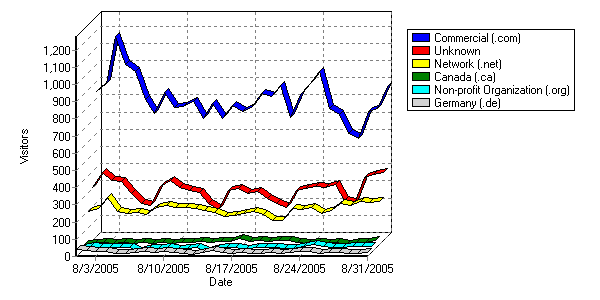 1,200
1,100
1,000
900
800
700
600
500
400
300
200
100
0
Visitors
8/3/2005 8/10/2005 8/17/2005 8/24/2005 8/31/2005
Date
Commercial (.com)
Unknown
Network (.net)
Canada (.ca)
Non-profit Organization (.org)
Germany (.de)